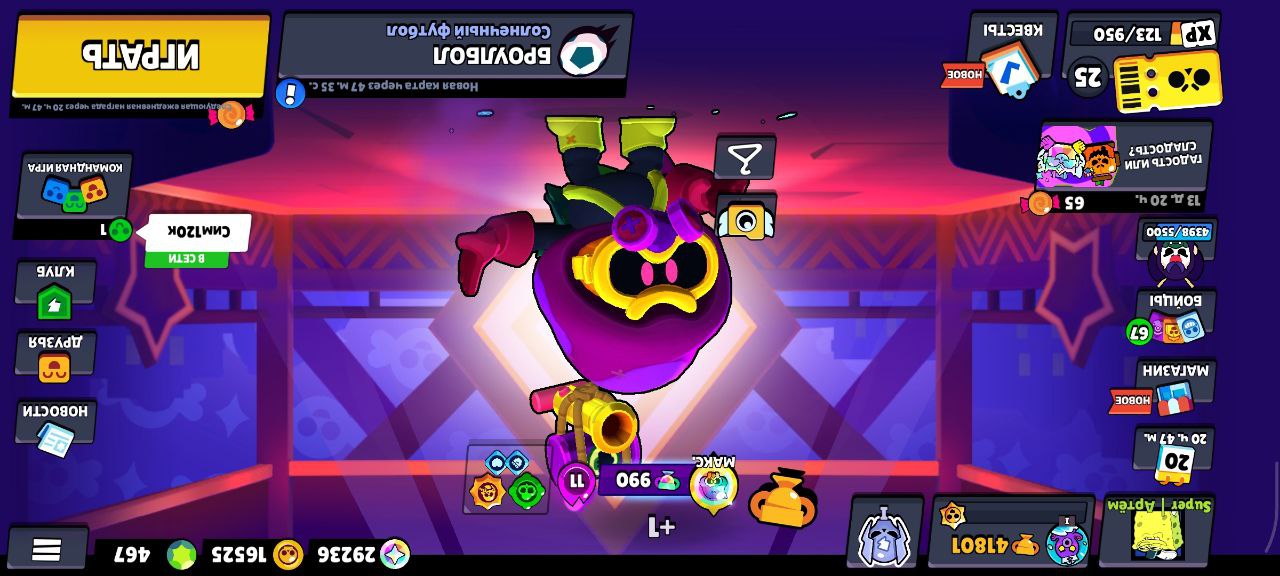 Super | Артём
41801
29236
16525
467
+1
МАКС.
990
11
20
20 ч. 47 м.
НОВОЕ
МАГАЗИН
67
БОЙЦЫ
4398/5500
НОВОСТИ
ДРУЗЬЯ
КЛУБ
В СЕТИ
Сим120к
1
КОМАНДНАЯ ИГРА
13 д. 20 ч.
65
ГАДОСТЬ ИЛИ
СЛАДОСТЬ?
25
XP
123/950
НОВОЕ
КВЕСТЫ
Новая карта через 47 м 35 с.
БРОУЛБОЛ
Солнечный футбол
Следующая ежедневная награда через 20 ч. 47 м.
ИГРАТЬ